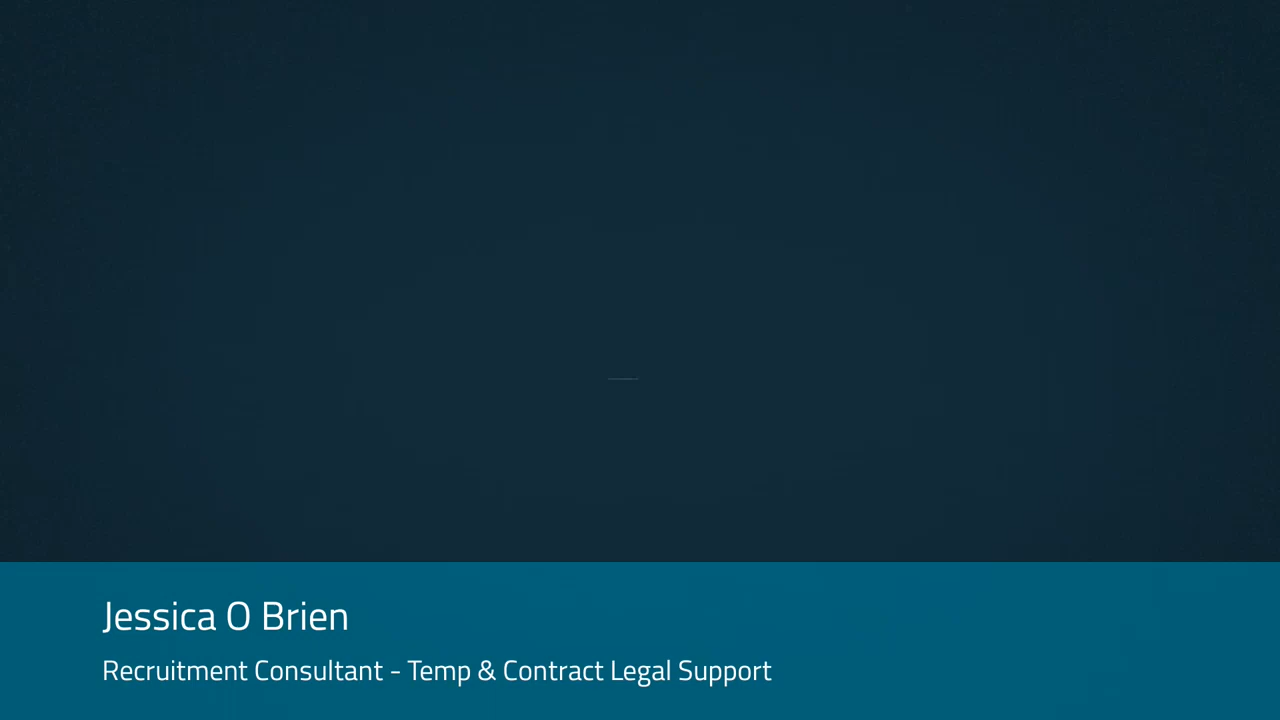 Jessica O Brien
Recruitment Consultant - Temp & Contract Legal Support